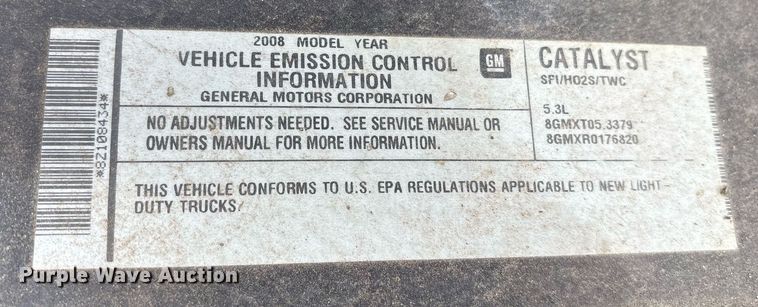 2008 MODEL YEAR
VEHICLE EMISSION CONTROL
INFORMATION
GENERAL MOTORS CORPORATION
GM
CATALYST
SFI/HO2S/TWC
5.3L
8GMXT05.3379
8GMXR0176820
NO ADJUSTMENTS NEEDED. SEE SERVICE MANUAL OR
OWNERS MANUAL FOR MORE INFORMATION.
THIS VEHICLE CONFORMS TO U.S. EPA REGULATIONS APPLICABLE TO NEW LIGHT-
DUTY TRUCKS.
*82108434*
Purple Wave Auction